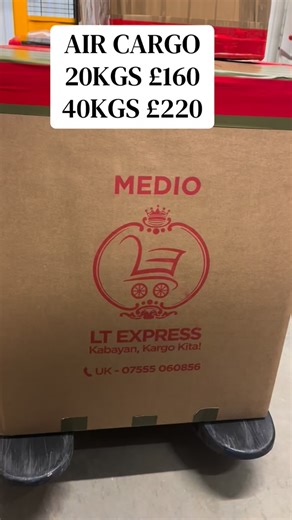 AIR CARGO
20KGS £160
40KGS £220
MEDIO
LT EXPRESS
Kabayan, Kargo Kita!
UK - 07555 060856